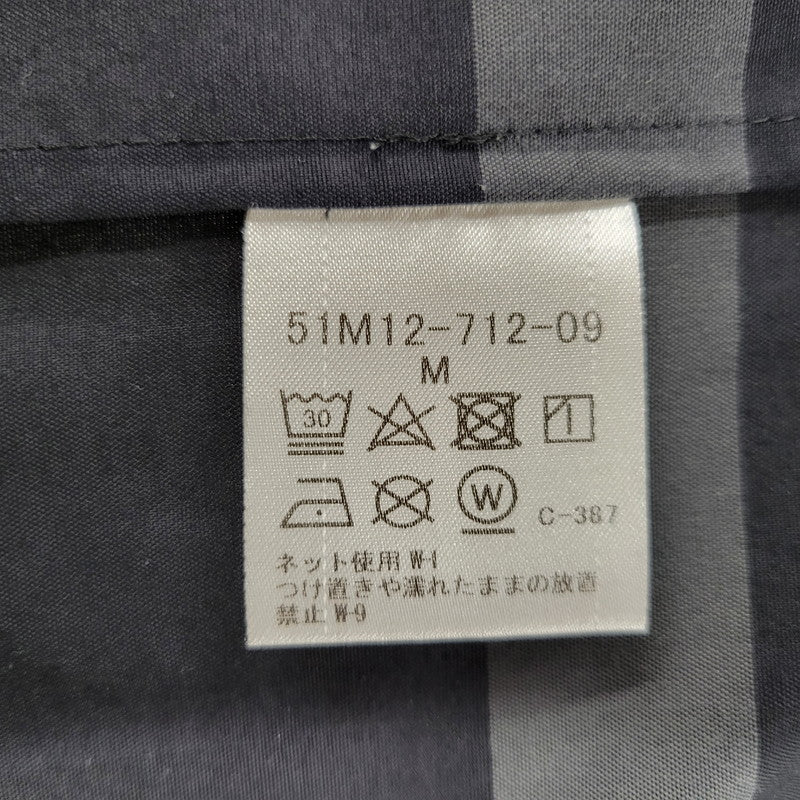 51M12-712-09
M
30
W C-387
ネット使用 W-1
つけ置きや濡れたままの放置
禁止 W-9